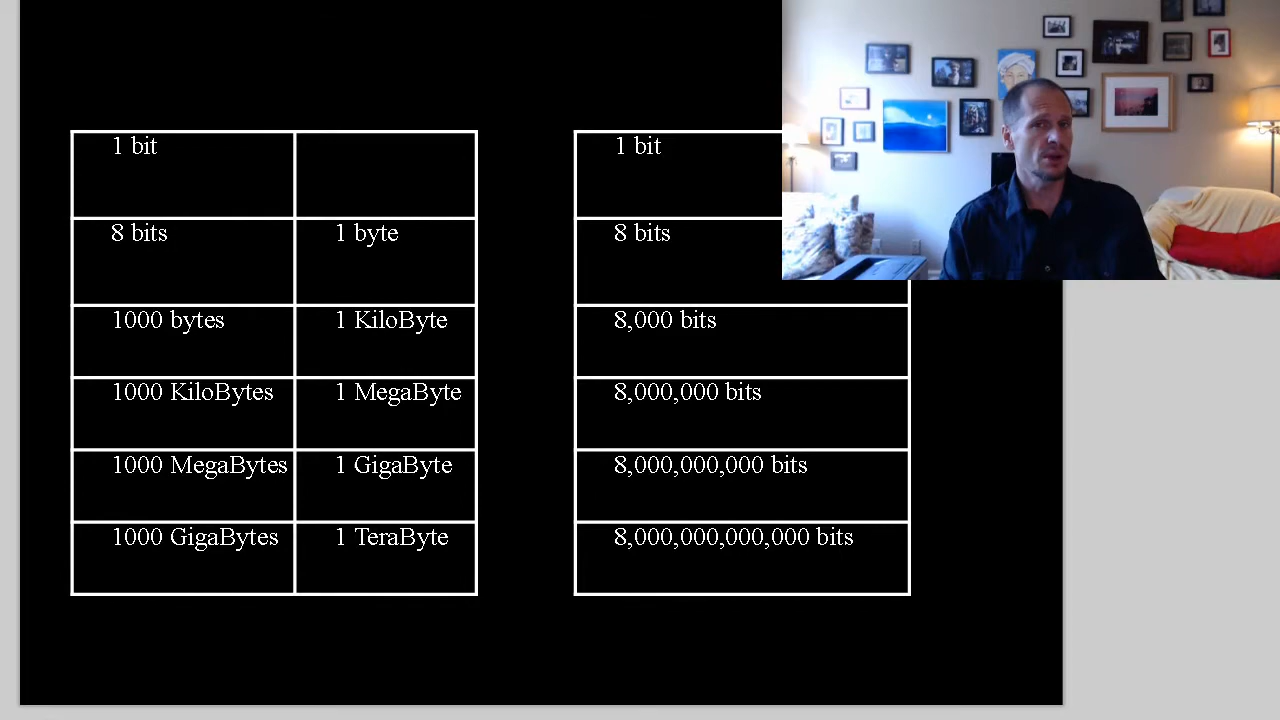 1 bit
8 bits 1 byte
1000 bytes 1 KiloByte
1000 KiloBytes 1 MegaByte
1000 MegaBytes 1 GigaByte
1000 GigaBytes 1 TeraByte
1 bit
8 bits
8,000 bits
8,000,000 bits
8,000,000,000 bits
8,000,000,000,000 bits